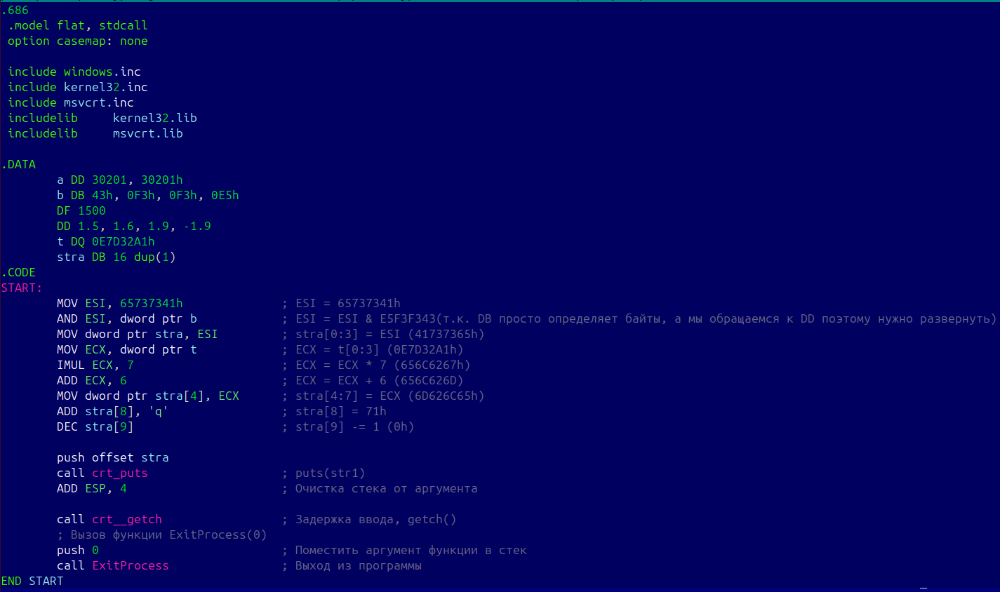 .686
.model flat, stdcall
option casemap: none
include windows.inc
include kernel32.inc
include msvcrt.inc
includelib     kernel32.lib
includelib     msvcrt.lib
.DATA
        a DD 30201, 30201h
        b DB 43h, 0F3h, 0F3h, 0E5h
        DF 1500
        DD 1.5, 1.6, 1.9, -1.9
        t DQ 0E7D32A1h
        stra DB 16 dup(1)
.CODE
START:
        MOV ESI, 65737341h              ; ESI = 65737341h
        AND ESI, dword ptr b            ; ESI = ESI & E5F3F343(т.к. DB просто определяет байты, а мы обращаемся к DD поэтому нужно развернуть)
        MOV dword ptr stra, ESI         ; stra[0:3] = ESI (41737365h)
        MOV ECX, dword ptr t            ; ECX = t[0:3] (0E7D32A1h)
        IMUL ECX, 7                     ; ECX = ECX * 7 (656C6267h)
        ADD ECX, 6                      ; ECX = ECX + 6 (656C626D)
        MOV dword ptr stra[4], ECX      ; stra[4:7] = ECX (6D626C65h)
        ADD stra[8], 'q'                ; stra[8] = 71h
        DEC stra[9]                     ; stra[9] -= 1 (0h)
        push offset stra
        call crt_puts                   ; puts(str1)
        ADD ESP, 4                      ; Очистка стека от аргумента
        call crt__getch                 ; Задержка ввода, getch()
        ; Вызов функции ExitProcess(0)
        push 0                          ; Поместить аргумент функции в стек
        call ExitProcess                ; Выход из программы
END START